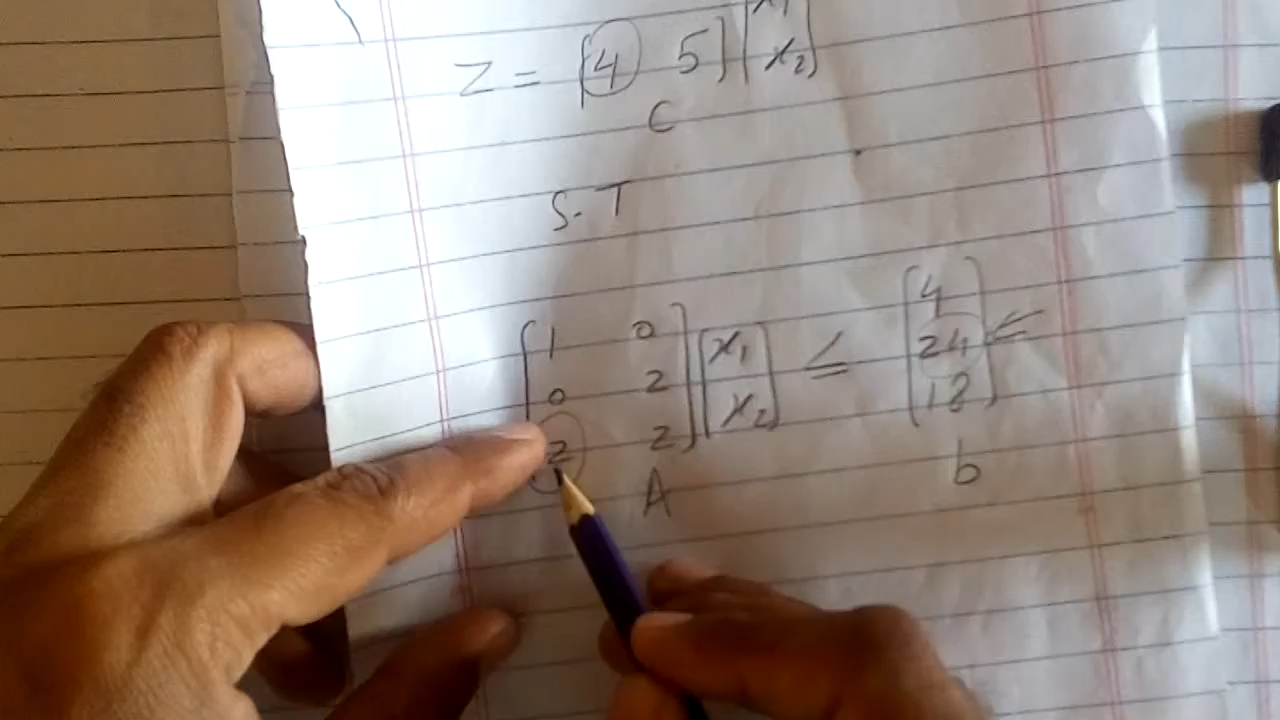 Z = [4 5] [x1 x2]
C
S.T
[1 0 0 2 2 2] [x1 x2] ≤ [4 24 18] ≤
A b